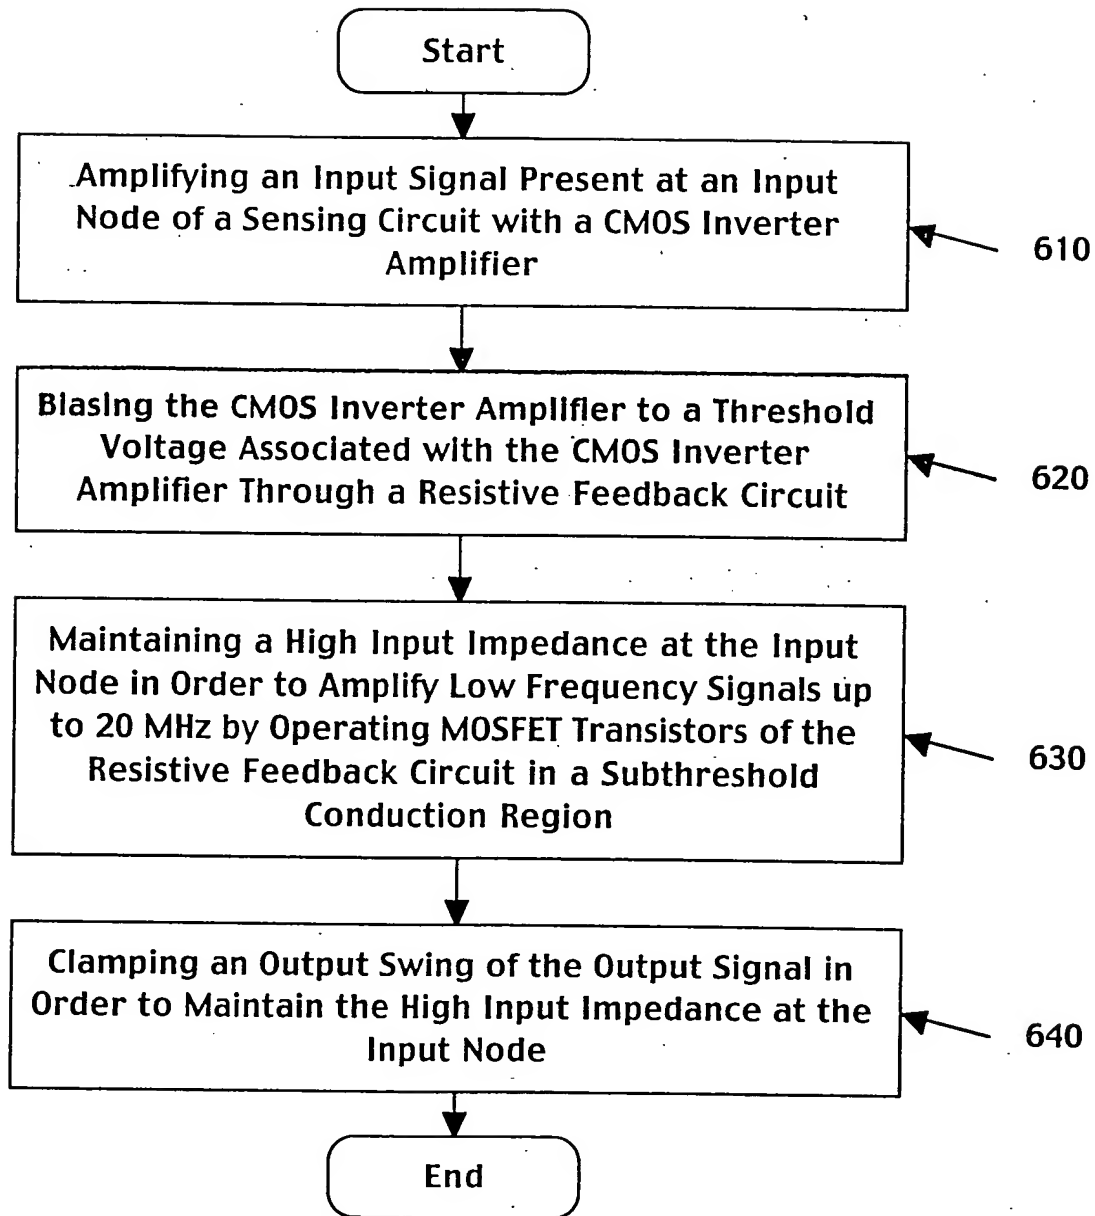 Start
Amplifying an Input Signal Present at an Input
Node of a Sensing Circuit with a CMOS Inverter
Amplifier
610
Biasing the CMOS Inverter Amplifier to a Threshold
Voltage Associated with the CMOS Inverter
Amplifier Through a Resistive Feedback Circuit
620
Maintaining a High Input Impedance at the Input
Node in Order to Amplify Low Frequency Signals up
to 20 MHz by Operating MOSFET Transistors of the
Resistive Feedback Circuit in a Subthreshold
Conduction Region
630
Clamping an Output Swing of the Output Signal in
Order to Maintain the High Input Impedance at the
Input Node
640
End